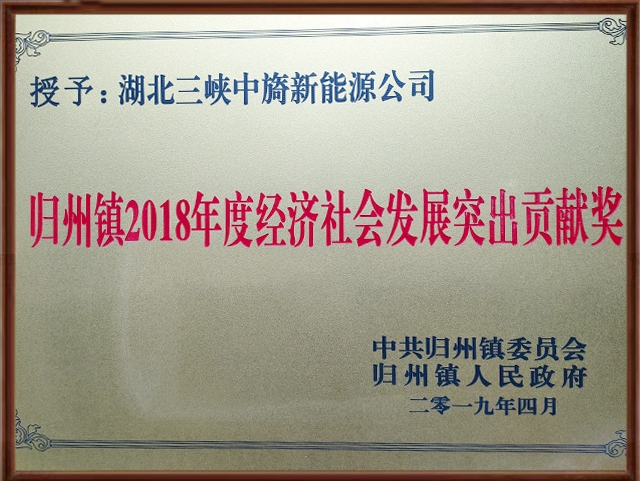 授予：湖北三峡中旖新能源公司
归州镇2018年度经济社会发展突出贡献奖
中共归州镇委员会
归州镇人民政府
二零一九年四月